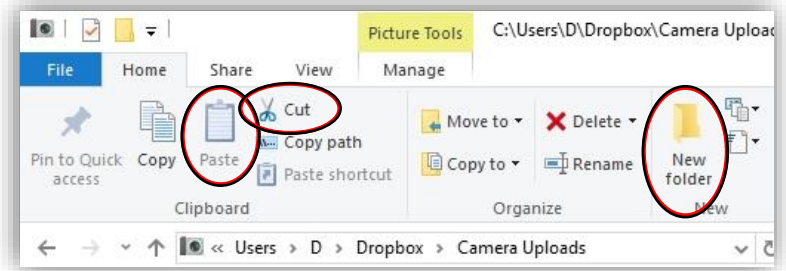 Picture Tools C:\Users\D\Dropbox\Camera Upload
File Home Share View Manage
Pin to Quick access
Copy
Paste
Cut
Copy path
Paste shortcut
Clipboard
Move to
Copy to
Delete
Rename
Organize
New folder
New
« Users > D > Dropbox > Camera Uploads